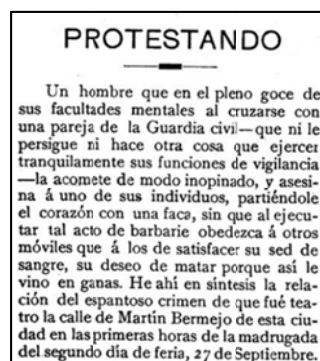 PROTESTANDO
Un hombre que en el pleno goce de
sus facultades mentales al cruzarse con
una pareja de la Guardia civil—que ni le
persigue ni hace otra cosa que ejercer
tranquilamente sus funciones de vigilancia
—la acomete de modo inopinado, y asesi-
na á uno de sus individuos, partiéndole
el corazón con una faca, sin que al ejecu-
tar tal acto de barbarie obedezca á otros
móviles que á los de satisfacer su sed de
sangre, su deseo de matar porque así le
vino en ganas. He ahí en síntesis la rela-
ción del espantoso crimen de que fué tea-
tro la calle de Martín Bermejo de esta ciu-
dad en las primeras horas de la madrugada
del segundo día de feria, 27 de Septiembre.